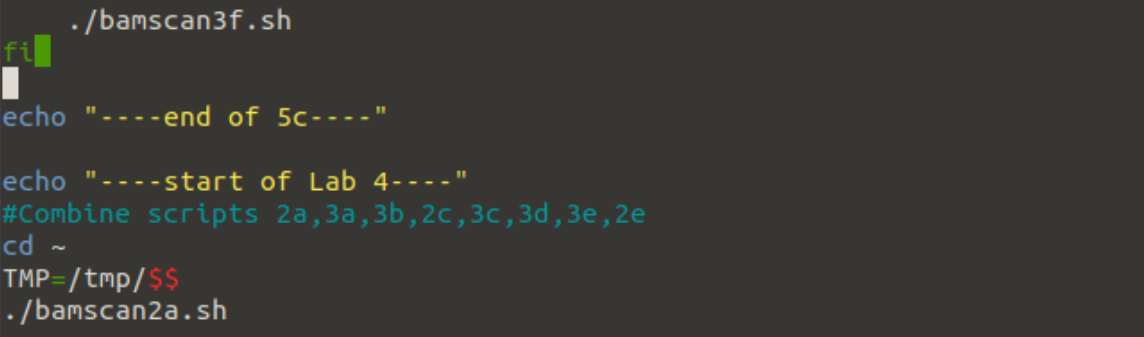 ./bamscan3f.sh
fi
echo "----end of 5c----"
echo "----start of Lab 4----"
#Combine scripts 2a,3a,3b,2c,3c,3d,3e,2e
cd ~
TMP=/tmp/$$
./bamscan2a.sh